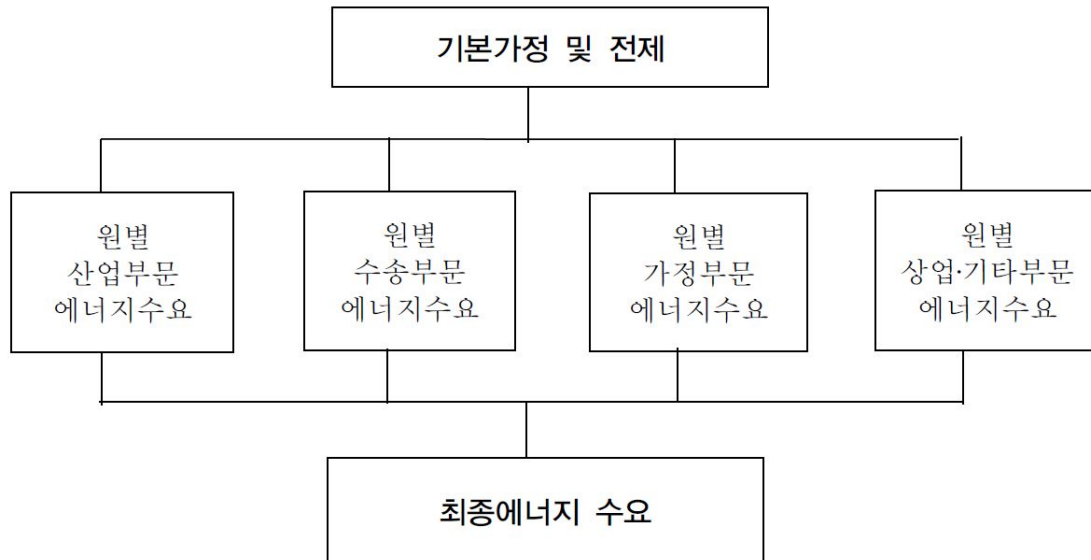 기본가정 및 전제
원별
산업부문
에너지수요
원별
수송부문
에너지수요
원별
가정부문
에너지수요
원별
상업·기타부문
에너지수요
최종에너지 수요